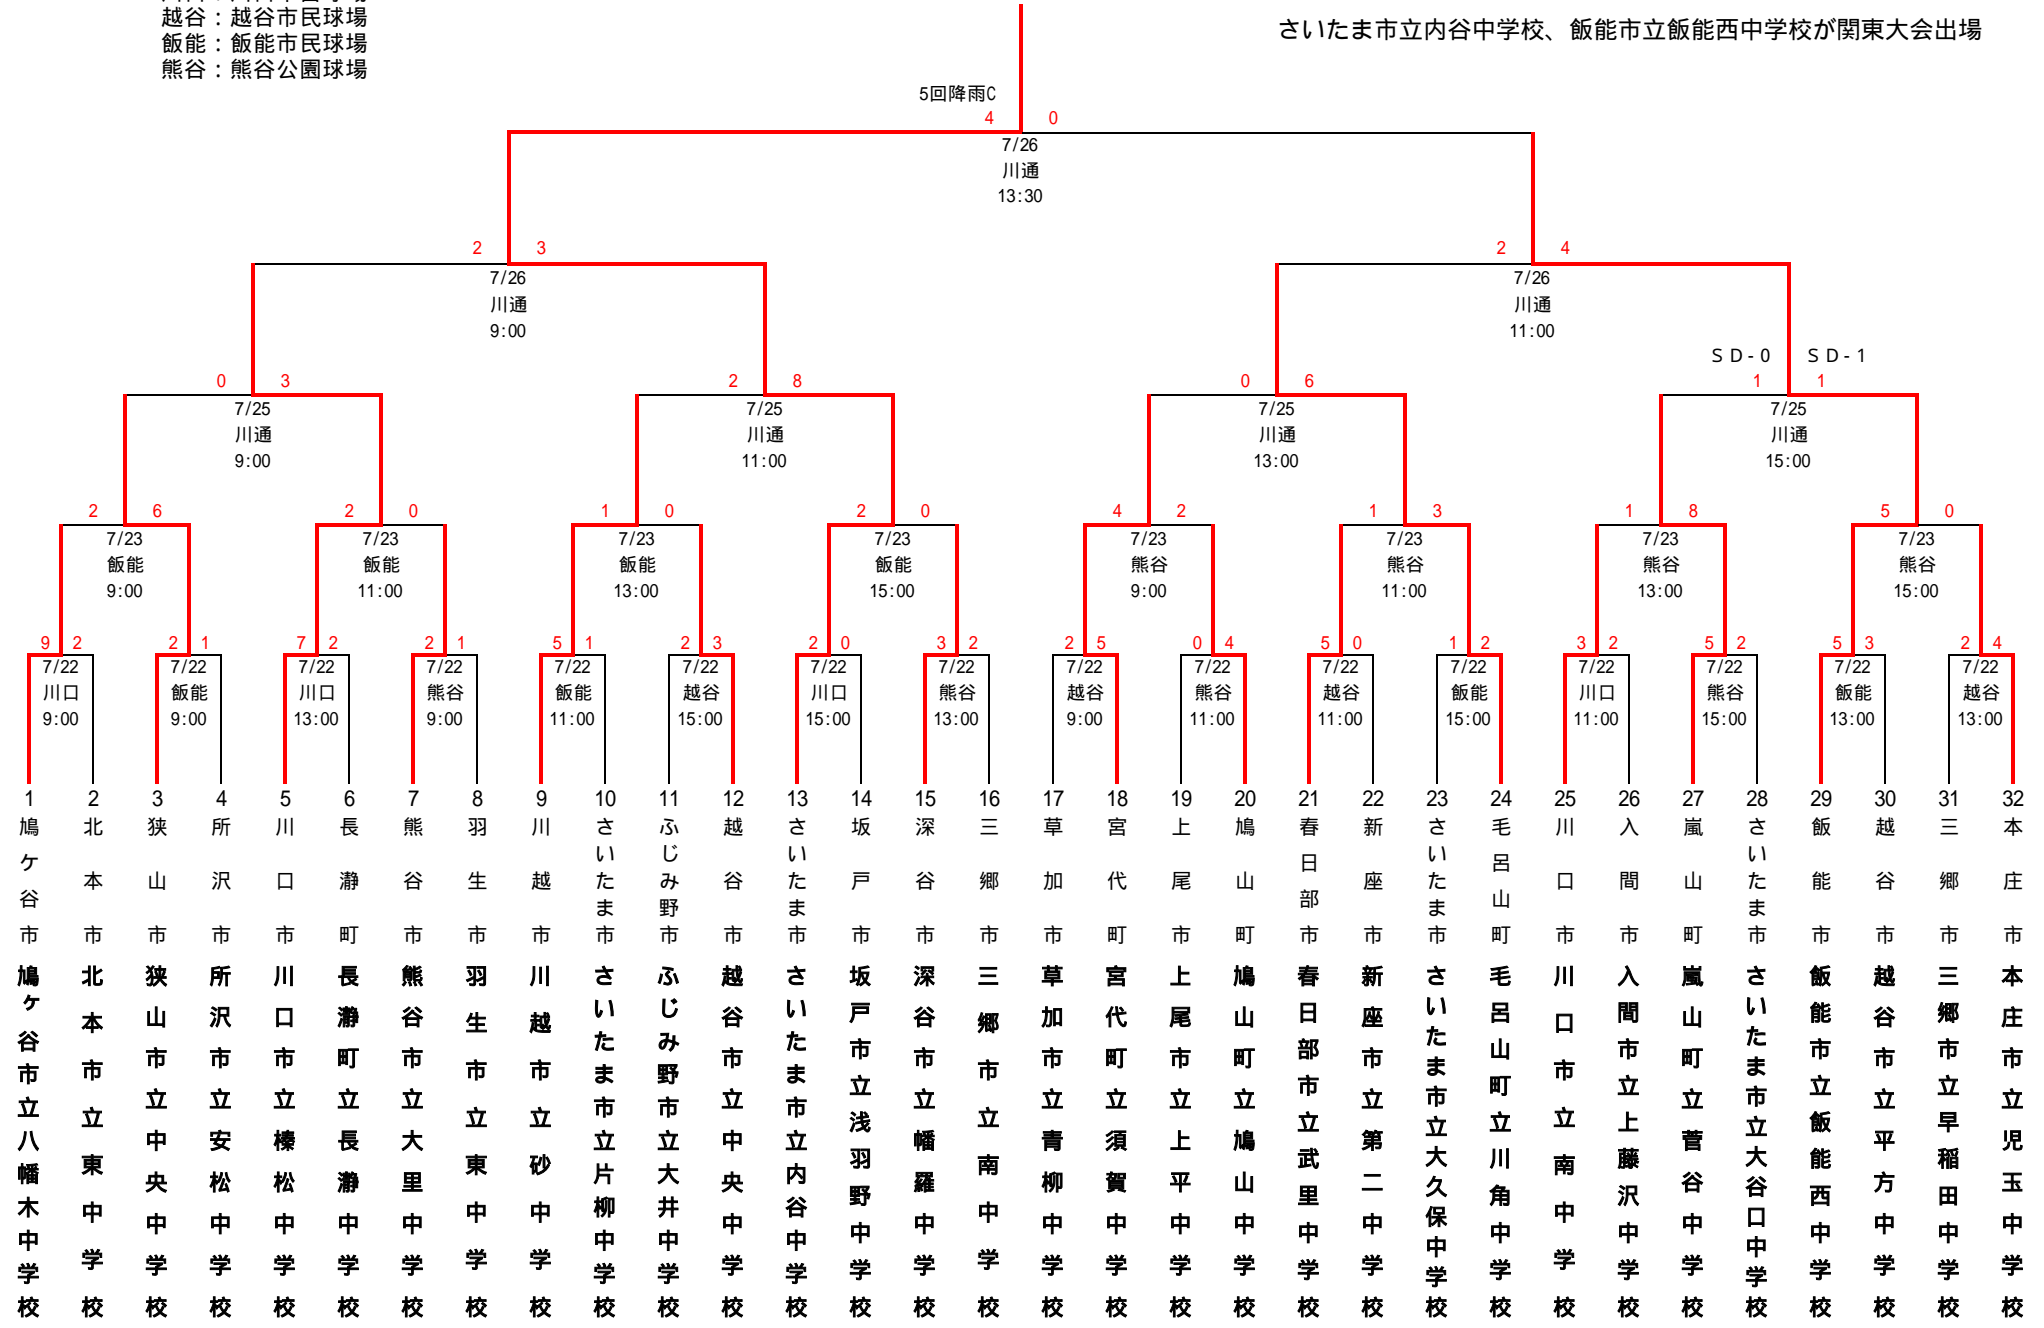 越谷：越谷市民球場
飯能：飯能市民球場
熊谷：熊谷公園球場
さいたま市立内谷中学校、飯能市立飯能西中学校が関東大会出場
5回降雨C
4 0
7/26
川通
13:30
2 3
7/26
川通
9:00
2 4
7/26
川通
11:00
SD-0 SD-1
0 3
7/25
川通
9:00
2 8
7/25
川通
11:00
0 6
7/25
川通
13:00
1 1
7/25
川通
15:00
2 6
7/23
飯能
9:00
2 0
7/23
飯能
11:00
1 0
7/23
飯能
13:00
2 0
7/23
飯能
15:00
4 2
7/23
熊谷
9:00
1 3
7/23
熊谷
11:00
1 8
7/23
熊谷
13:00
5 0
7/23
熊谷
15:00
9 2
7/22
川口
9:00
2 1
7/22
飯能
9:00
7 2
7/22
川口
13:00
2 1
7/22
熊谷
9:00
5 1
7/22
飯能
11:00
2 3
7/22
越谷
15:00
2 0
7/22
川口
15:00
3 2
7/22
熊谷
13:00
2 5
7/22
越谷
9:00
0 4
7/22
熊谷
11:00
5 0
7/22
越谷
11:00
1 2
7/22
飯能
15:00
3 2
7/22
川口
11:00
5 2
7/22
熊谷
15:00
5 3
7/22
飯能
13:00
2 4
7/22
越谷
13:00
1 鳩ケ谷市 鳩ヶ谷市立八幡木中学校
2 北本市 北本市立東中学校
3 狭山市 狭山市立中央中学校
4 所沢市 所沢市立安松中学校
5 川口市 川口市立榛松中学校
6 長瀞町 長瀞町立長瀞中学校
7 熊谷市 熊谷市立大里中学校
8 羽生市 羽生市立東中学校
9 川越市 川越市立砂中学校
10 さいたま市 さいたま市立片柳中学校
11 ふじみ野市 ふじみ野市立大井中学校
12 越谷市 越谷市立中央中学校
13 さいたま市 さいたま市立内谷中学校
14 坂戸市 坂戸市立浅羽野中学校
15 深谷市 深谷市立幡羅中学校
16 三郷市 三郷市立南中学校
17 草加市 草加市立青柳中学校
18 宮代町 宮代町立須賀中学校
19 上尾市 上尾市立上平中学校
20 鳩山町 鳩山町立鳩山中学校
21 春日部市 春日部市立武里中学校
22 新座市 新座市立第二中学校
23 さいたま市 さいたま市立大久保中学校
24 毛呂山町 毛呂山町立川角中学校
25 川口市 川口市立南中学校
26 入間市 入間市立上藤沢中学校
27 嵐山町 嵐山町立菅谷中学校
28 さいたま市 さいたま市立大谷口中学校
29 飯能市 飯能市立飯能西中学校
30 越谷市 越谷市立平方中学校
31 三郷市 三郷市立早稲田中学校
32 本庄市 本庄市立児玉中学校